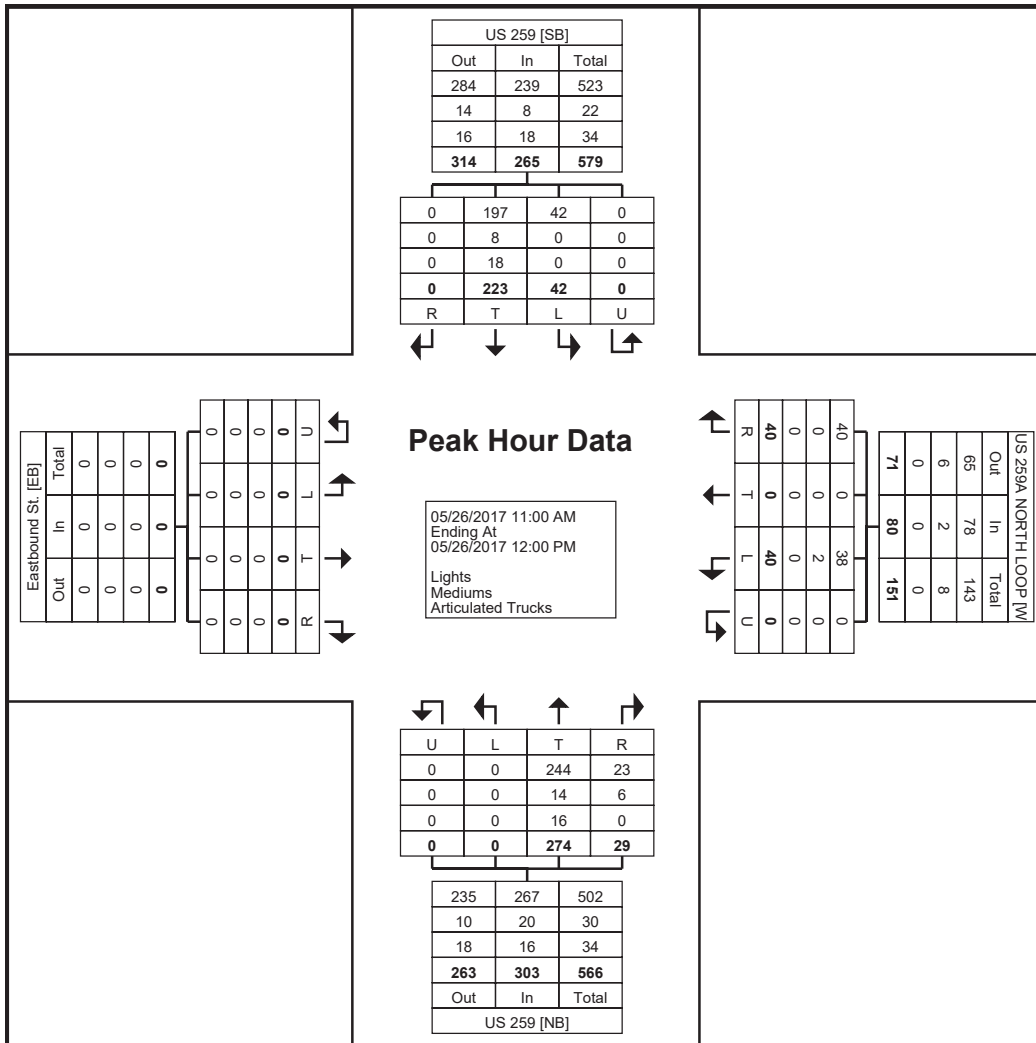 US 259 [SB]
Out In Total
284 239 523
14 8 22
16 18 34
314 265 579
0 197 42 0
0 8 0 0
0 18 0 0
0 223 42 0
R T L U
Peak Hour Data
05/26/2017 11:00 AM
Ending At
05/26/2017 12:00 PM
Lights
Mediums
Articulated Trucks
Eastbound St. [EB]
Out In Total
0 0 0
0 0 0
0 0 0
0 0 0
0 0 0 0
0 0 0 0
0 0 0 0
0 0 0 0
R T L U
US 259A NORTH LOOP [W
Out In Total
65 78 143
6 2 8
0 0 0
71 80 151
40 0 38 0
0 0 2 0
0 0 0 0
40 0 40 0
R T L U
U L T R
0 0 244 23
0 0 14 6
0 0 16 0
0 0 274 29
235 267 502
10 20 30
18 16 34
263 303 566
Out In Total
US 259 [NB]